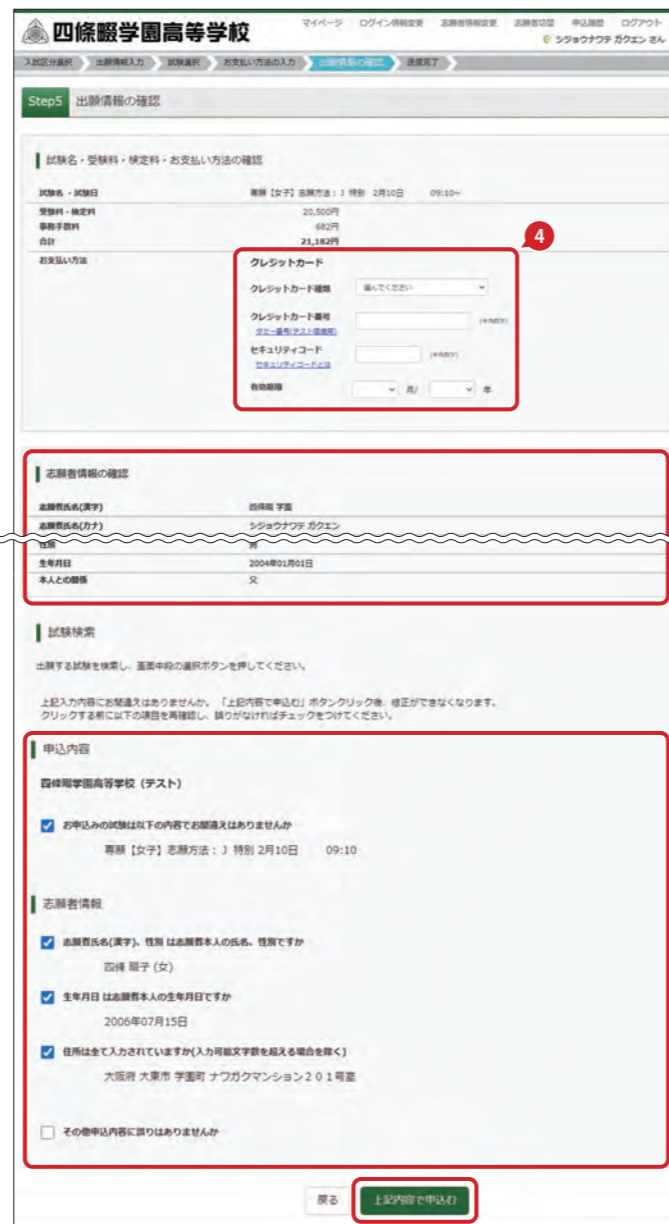 四條畷学園高等学校
マイページ ログイン情報変更 志願者情報変更 志願者切替 申込履歴 ログアウト
シジョウナワテ ガクエン さん
入試区分選択 出願情報入力 試験選択 お支払い方法の入力 出願情報の確認 送信完了
Step5 出願情報の確認
試験名・受験料・検定料・お支払い方法の確認
試験名・試験日 専願【女子】志願方法：J 特別 2月10日 09:10~
受験料・検定料 20,500円
事務手数料 682円
合計 21,182円
4
お支払い方法 クレジットカード
クレジットカード種類 選んでください
クレジットカード番号 (半角数字)
ダミー番号(テスト環境用)
セキュリティコード (半角数字)
セキュリティコードとは
有効期限 月/ 年
志願者情報の確認
志願者氏名(漢字) 四條畷 学園
志願者氏名(カナ) シジョウナワテ ガクエン
性別 男
生年月日 2004年01月01日
本人との関係 父
試験検索
出願する試験を検索し、画面中段の選択ボタンを押してください。
上記入力内容にお間違えはありませんか。「上記内容で申込む」ボタンクリック後、修正ができなくなります。
クリックする前に以下の項目を再確認し、誤りがなければチェックをつけてください。
申込内容
四條畷学園高等学校（テスト）
お申込みの試験は以下の内容でお間違えはありませんか
専願【女子】志願方法：J 特別 2月10日 09:10
志願者情報
志願者氏名(漢字)、性別 は志願者本人の氏名、性別ですか
四條 畷子 (女)
生年月日 は志願者本人の生年月日ですか
2006年07月15日
住所は全て入力されていますか(入力可能文字数を超える場合を除く)
大阪府 大東市 学園町 ナワガクマンション２０１号室
その他申込内容に誤りはありませんか
戻る 上記内容で申込む